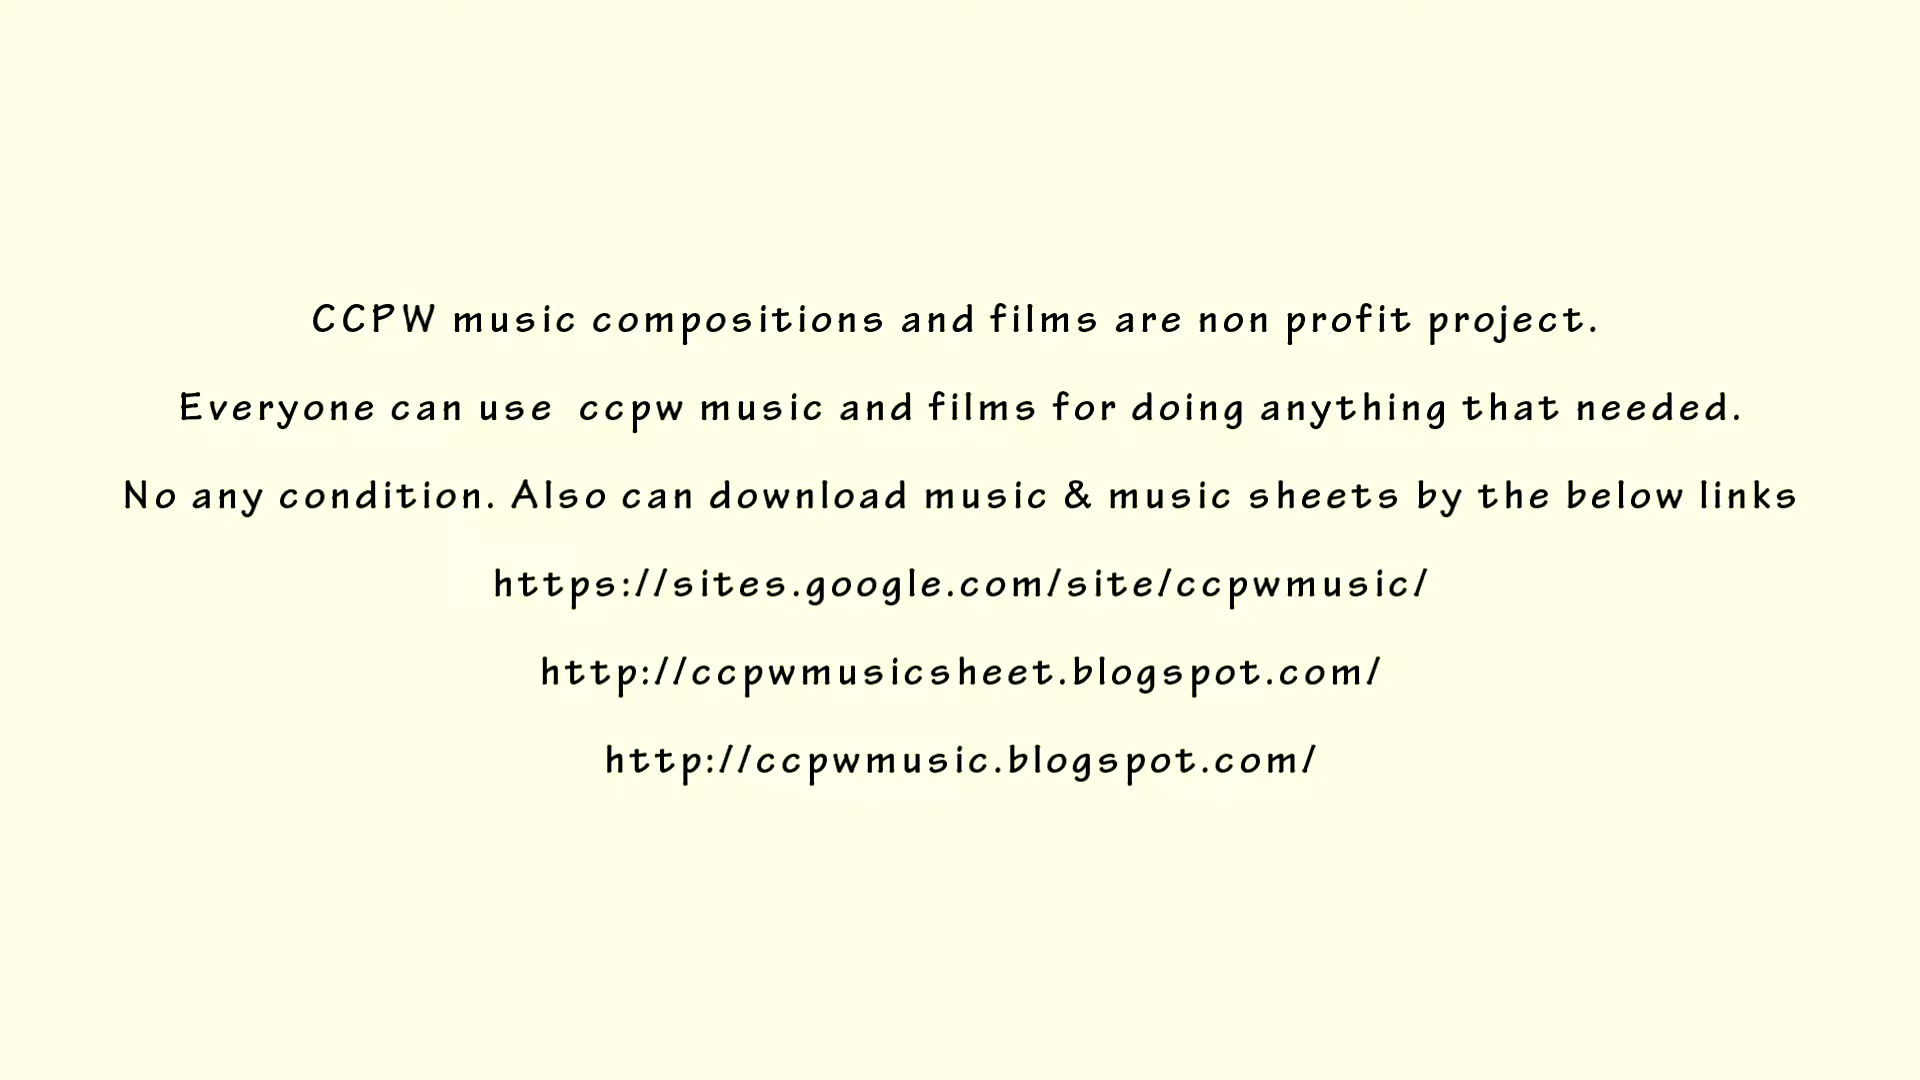 CCPW music compositions and films are non profit project.
Everyone can use ccpw music and films for doing anything that needed.
No any condition. Also can download music & music sheets by the below links
https://sites.google.com/site/ccpwmusic/
http://ccpwmusicsheet.blogspot.com/
http://ccpwmusic.blogspot.com/